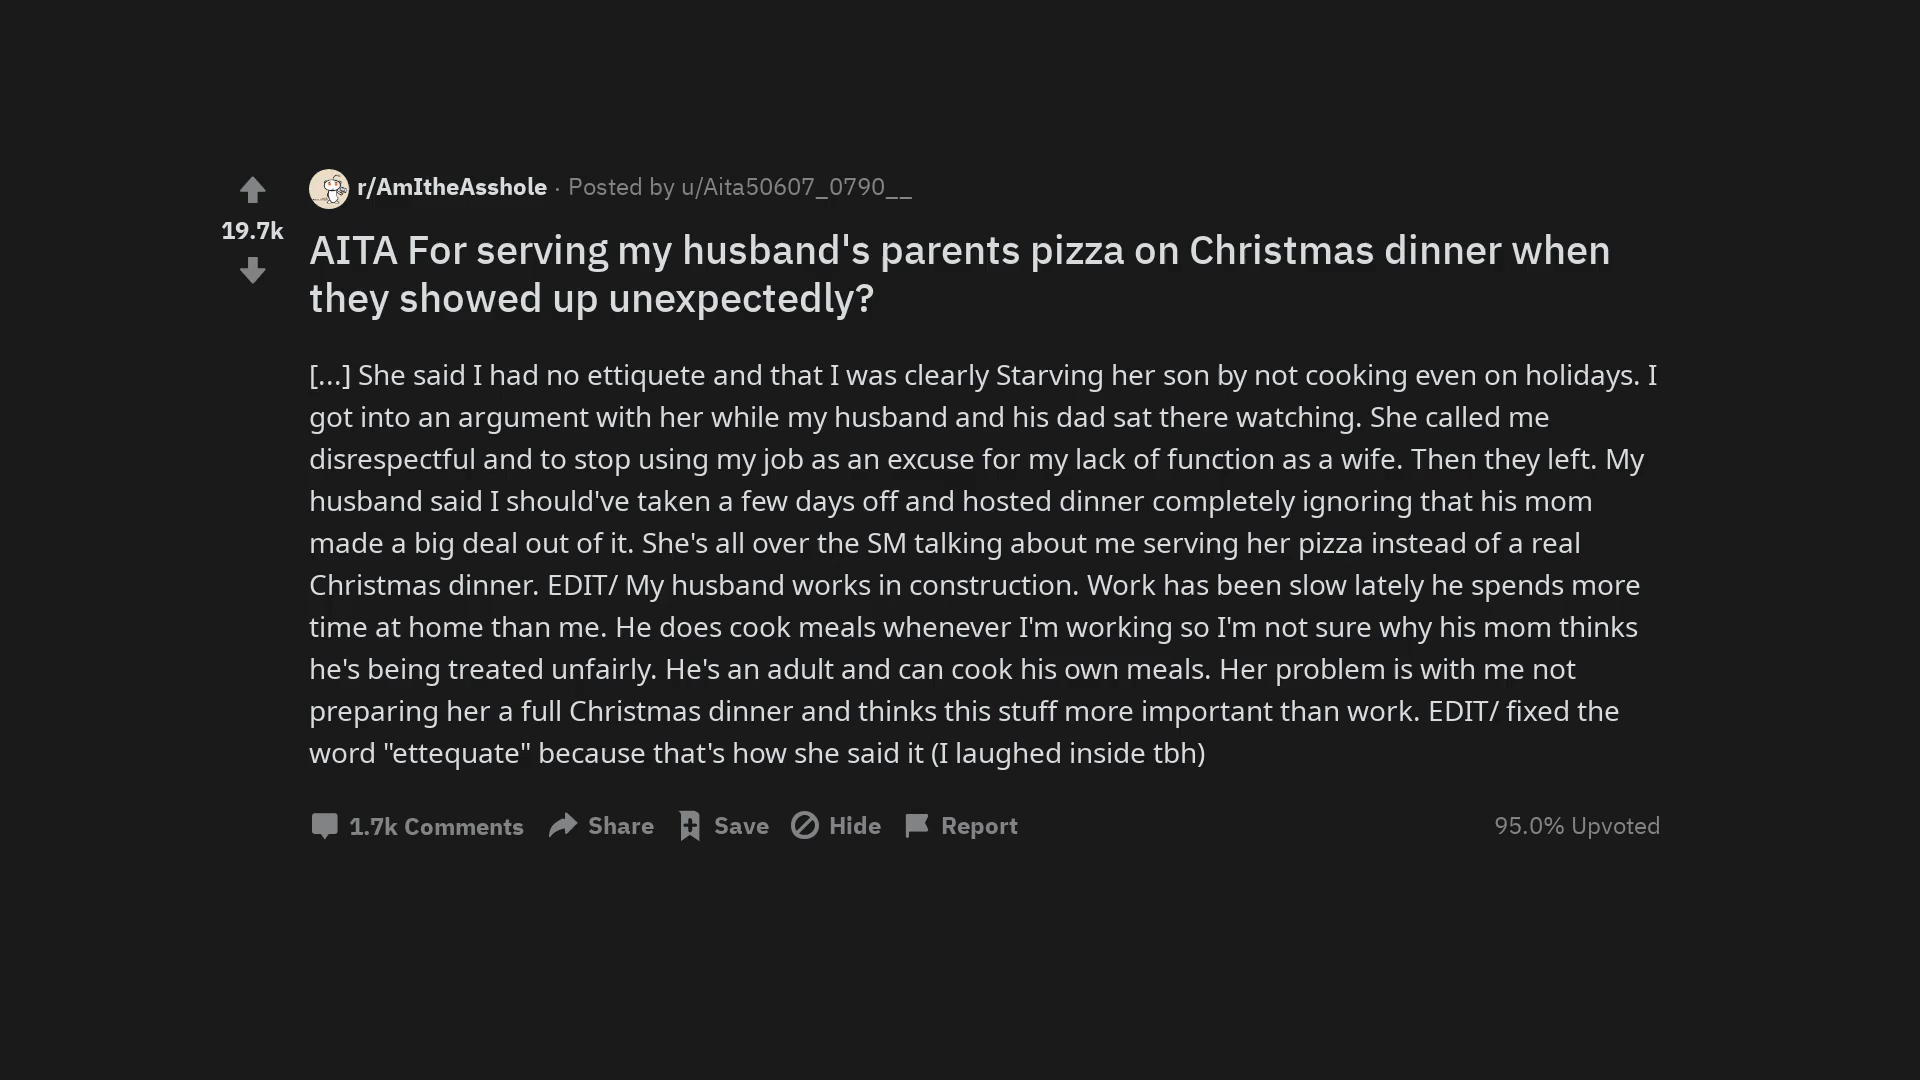 r/AmItheAsshole · Posted by u/Aita50607_0790__
19.7k
AITA For serving my husband's parents pizza on Christmas dinner when
they showed up unexpectedly?
[...] She said I had no ettiquete and that I was clearly Starving her son by not cooking even on holidays. I
got into an argument with her while my husband and his dad sat there watching. She called me
disrespectful and to stop using my job as an excuse for my lack of function as a wife. Then they left. My
husband said I should've taken a few days off and hosted dinner completely ignoring that his mom
made a big deal out of it. She's all over the SM talking about me serving her pizza instead of a real
Christmas dinner. EDIT/ My husband works in construction. Work has been slow lately he spends more
time at home than me. He does cook meals whenever I'm working so I'm not sure why his mom thinks
he's being treated unfairly. He's an adult and can cook his own meals. Her problem is with me not
preparing her a full Christmas dinner and thinks this stuff more important than work. EDIT/ fixed the
word "ettequate" because that's how she said it (I laughed inside tbh)
1.7k Comments Share Save Hide Report 95.0% Upvoted